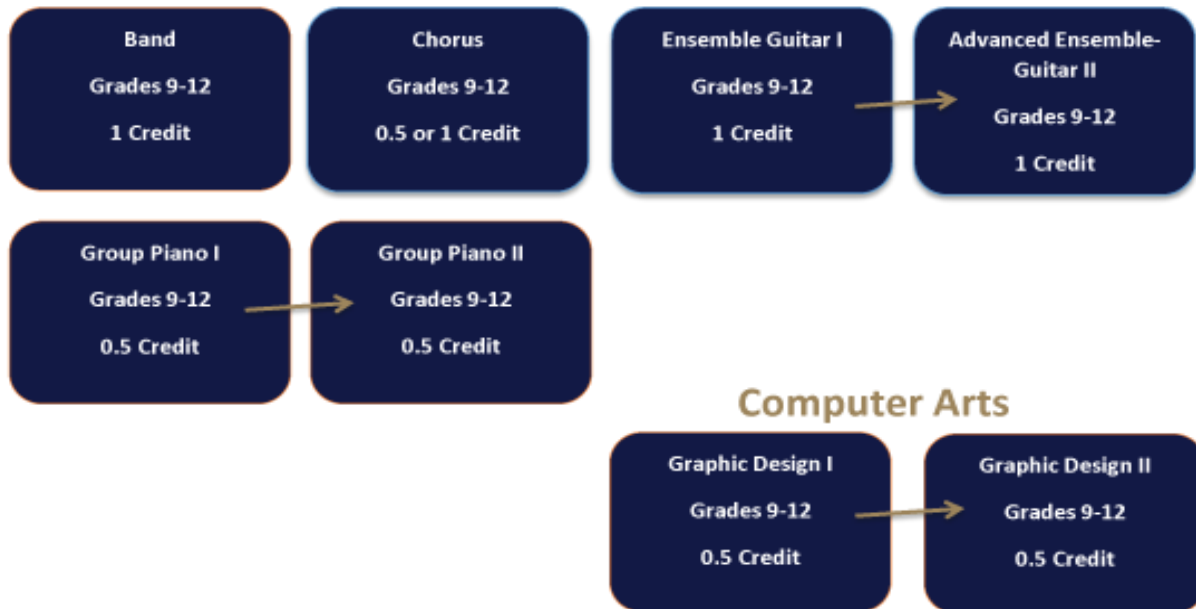 Band
Grades 9-12
1 Credit
Chorus
Grades 9-12
0.5 or 1 Credit
Ensemble Guitar I
Grades 9-12
1 Credit
Advanced Ensemble-
Guitar II
Grades 9-12
1 Credit
Group Piano I
Grades 9-12
0.5 Credit
Group Piano II
Grades 9-12
0.5 Credit
Computer Arts
Graphic Design I
Grades 9-12
0.5 Credit
Graphic Design II
Grades 9-12
0.5 Credit